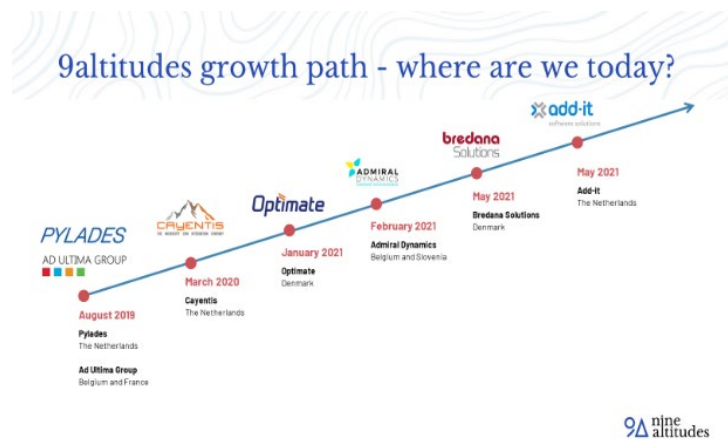 9altitudes growth path - where are we today?
add·it
software solutions
bredana
Solutions
ADMIRAL
DYNAMICS
Optimate
CAYENTIS
PYLADES
AD ULTIMA GROUP
May 2021
Add-it
The Netherlands
May 2021
Bredana Solutions
Denmark
February 2021
Admiral Dynamics
Belgium and Slovenia
January 2021
Optimate
Denmark
March 2020
Cayentis
The Netherlands
August 2019
Pylades
The Netherlands
Ad Ultima Group
Belgium and France
nine
altitudes